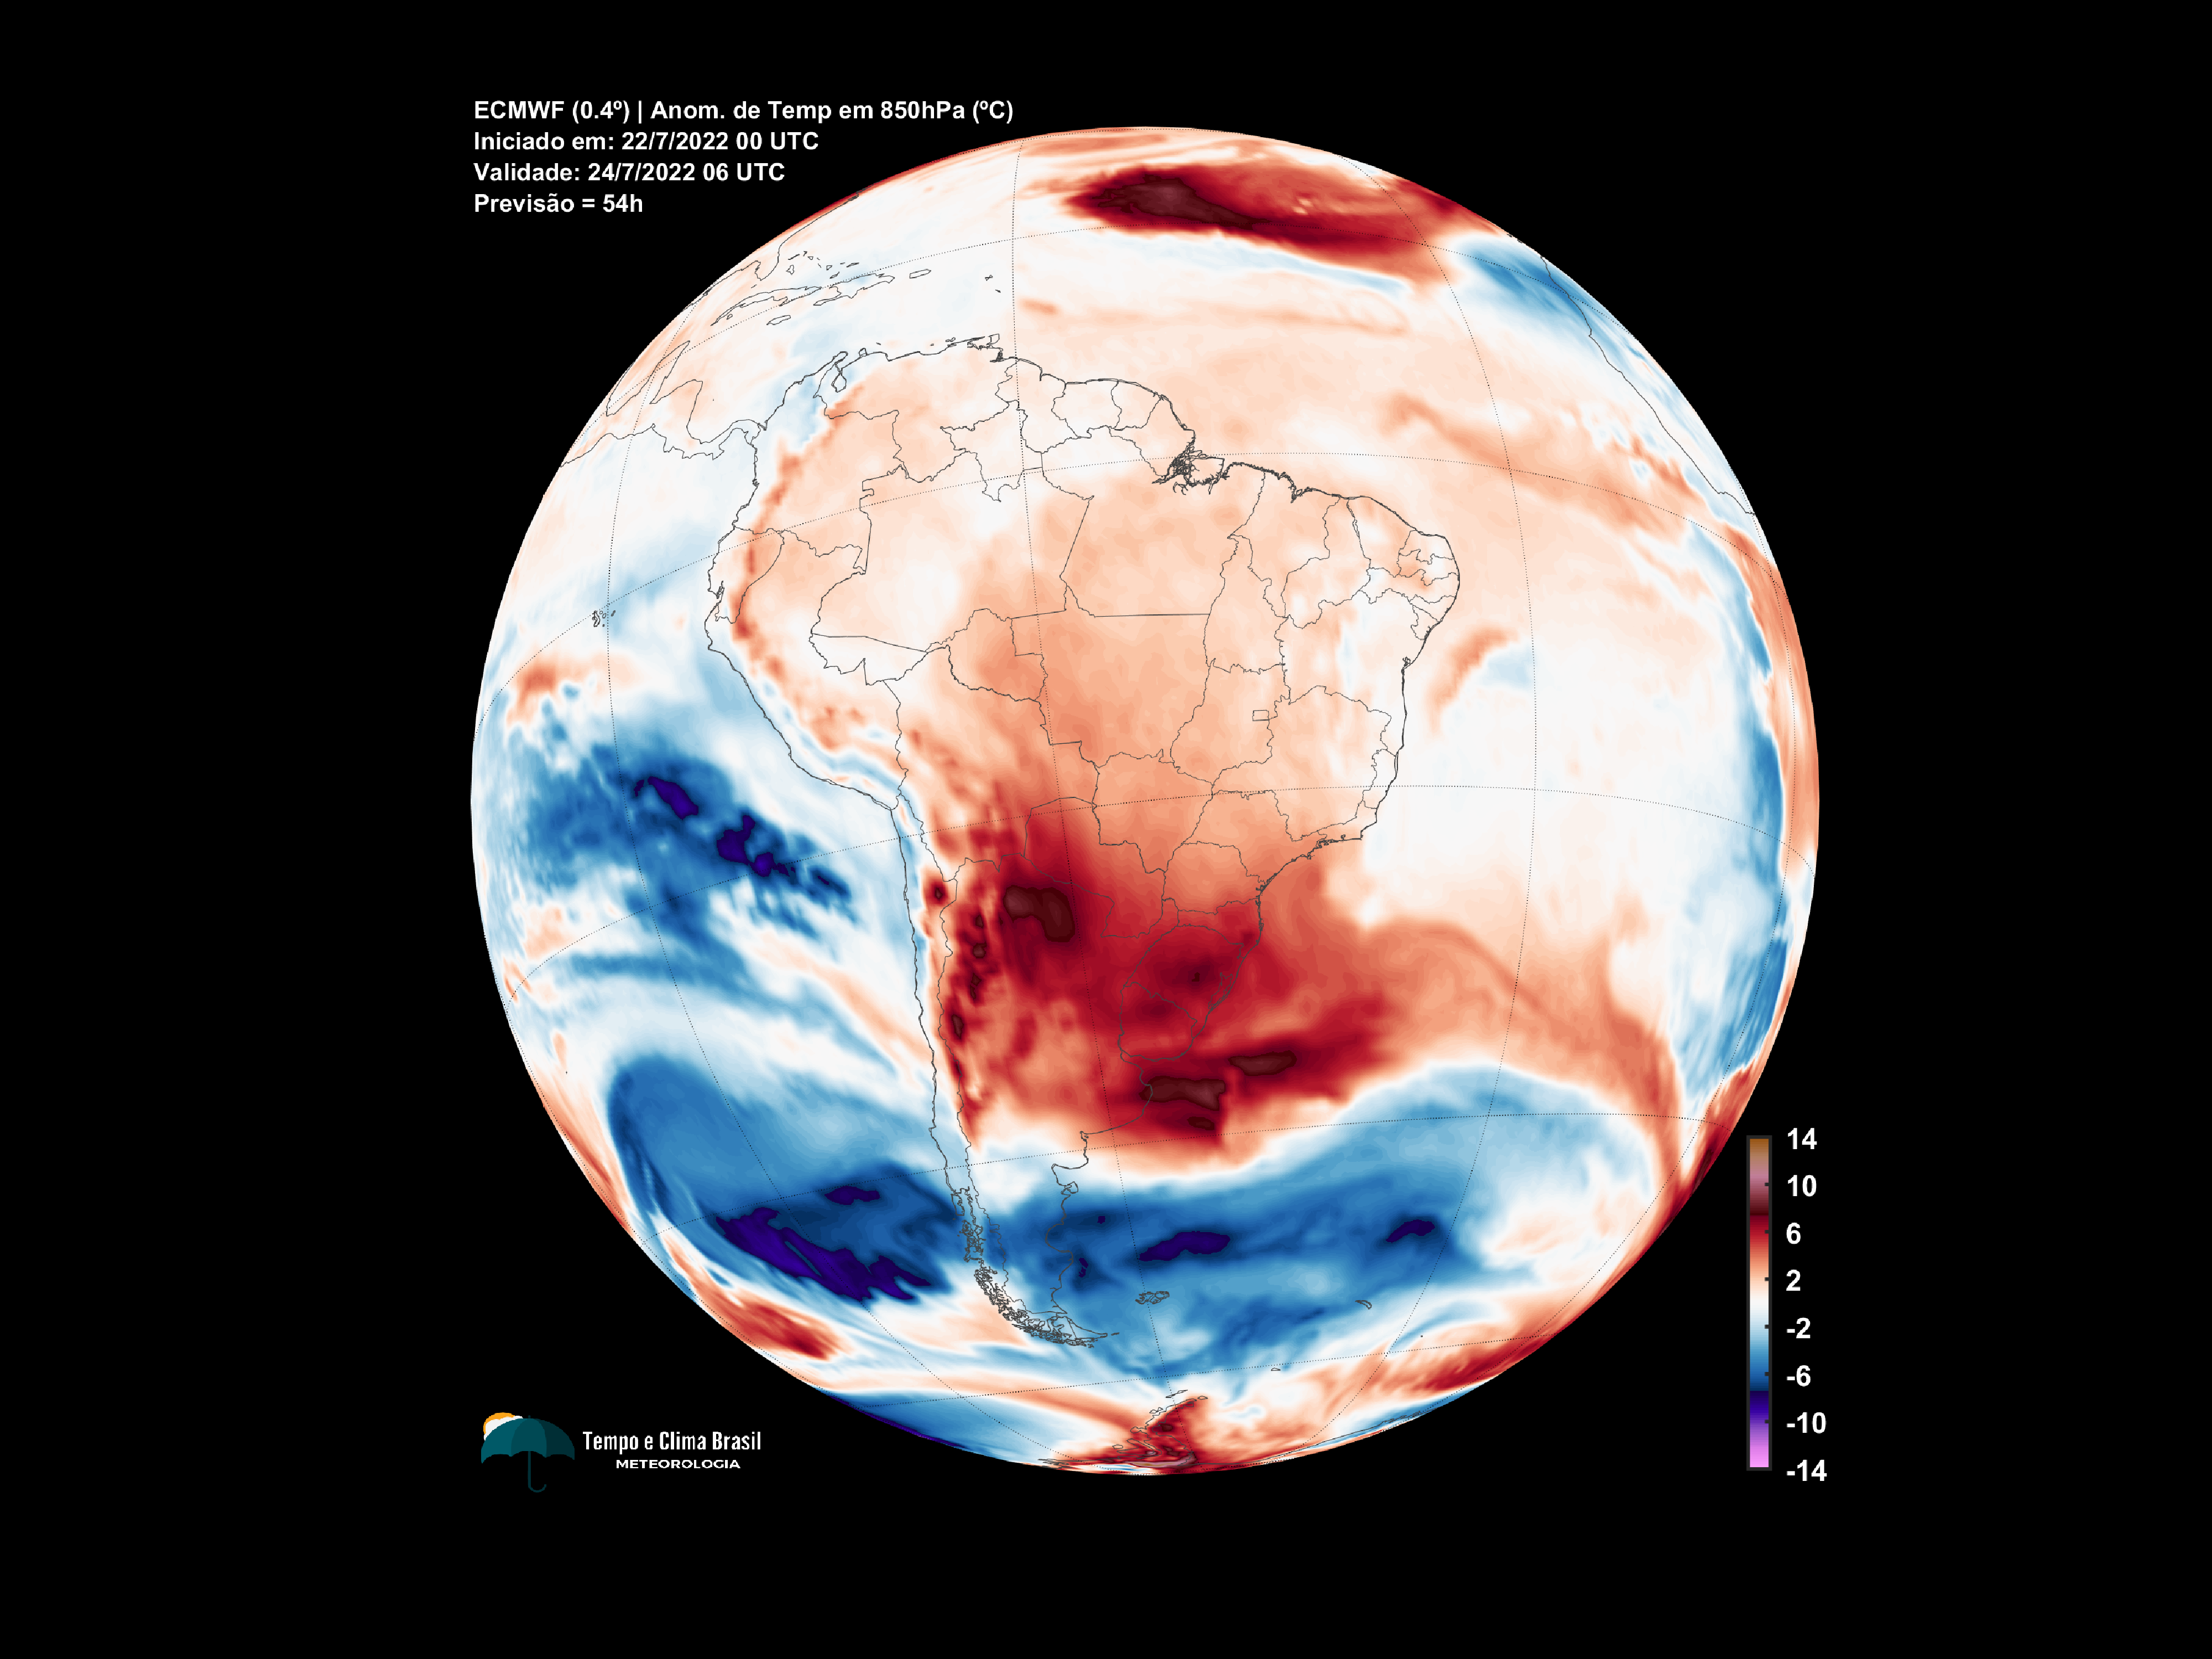 ECMWF (0.4º) | Anom. de Temp em 850hPa (ºC)
Iniciado em: 22/7/2022 00 UTC
Validade: 24/7/2022 06 UTC
Previsão = 54h
14
10
6
2
-2
-6
-10
-14
Tempo e Clima Brasil
METEOROLOGIA